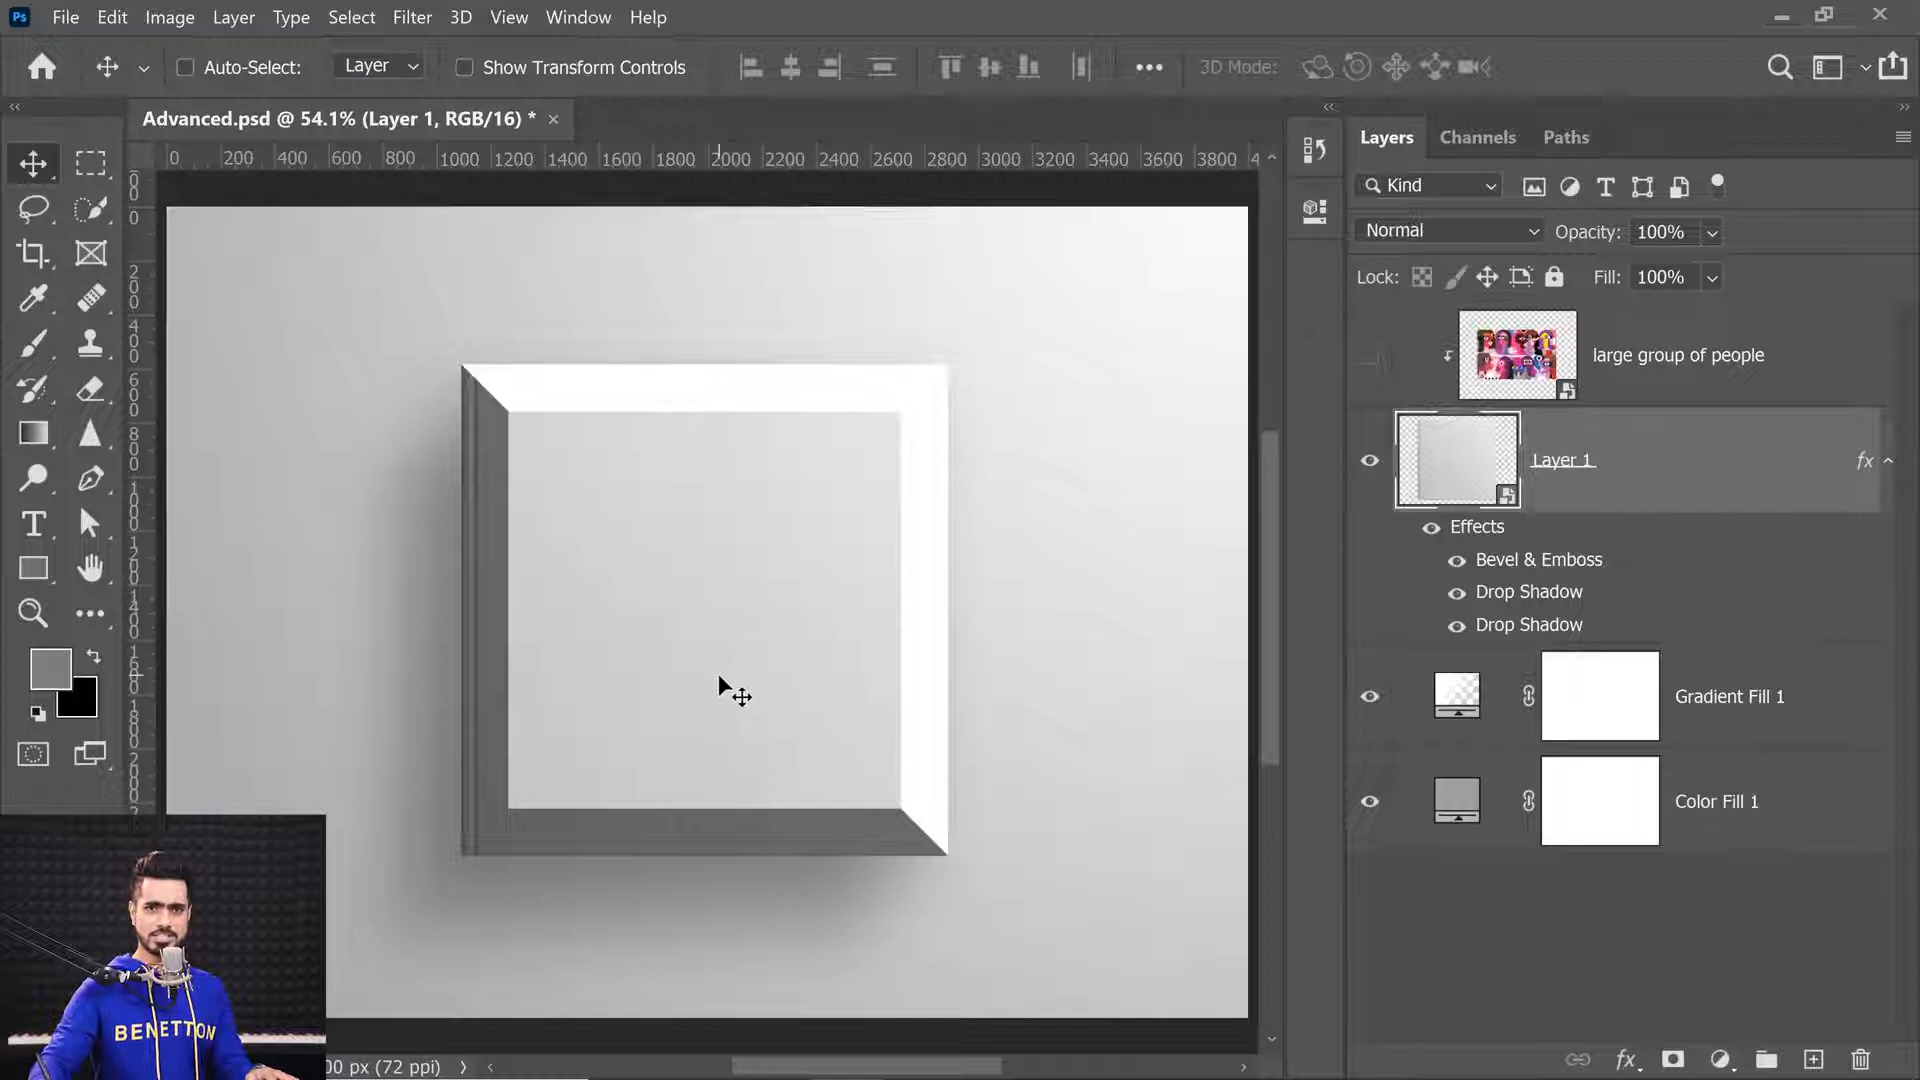 Ps File Edit Image Layer Type Select Filter 3D View Window Help
Auto-Select: Layer Show Transform Controls 3D Mode:
Advanced.psd @ 54.1% (Layer 1, RGB/16) *
0 200 400 600 800 1000 1200 1400 1600 1800 2000 2200 2400 2600 2800 3000 3200 3400 3600 3800 4
Layers Channels Paths
Kind
Normal Opacity: 100%
Lock: Fill: 100%
large group of people
Layer 1 fx
Effects
Bevel & Emboss
Drop Shadow
Drop Shadow
Gradient Fill 1
Color Fill 1
BENETTON
00 px (72 ppi)
fx